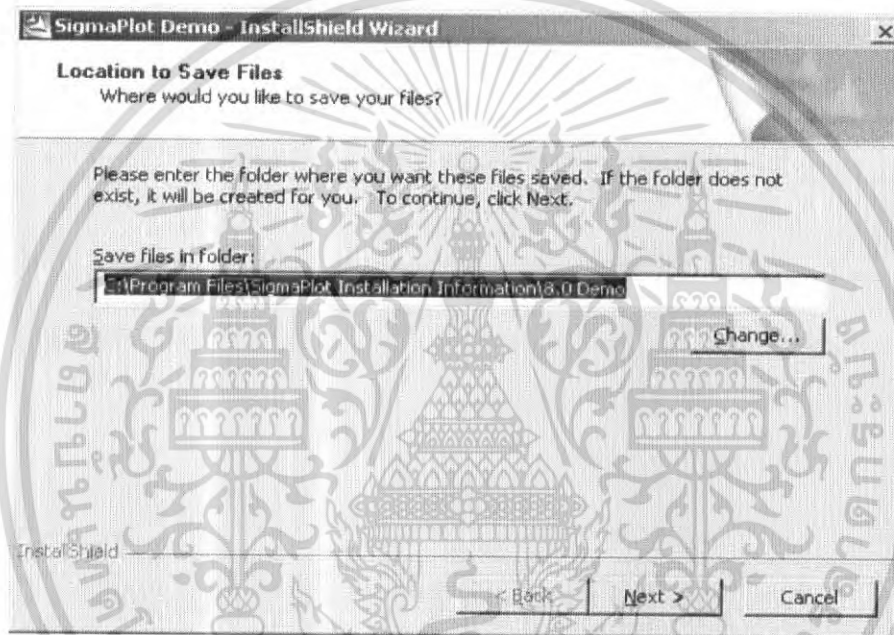 SigmaPlot Demo - InstallShield Wizard
Location to Save Files
Where would you like to save your files?
Please enter the folder where you want these files saved. If the folder does not
exist, it will be created for you. To continue, click Next.
Save files in folder:
E:\Program Files\SigmaPlot Installation Information\8.0 Demo
Change...
InstallShield
< Back
Next >
Cancel